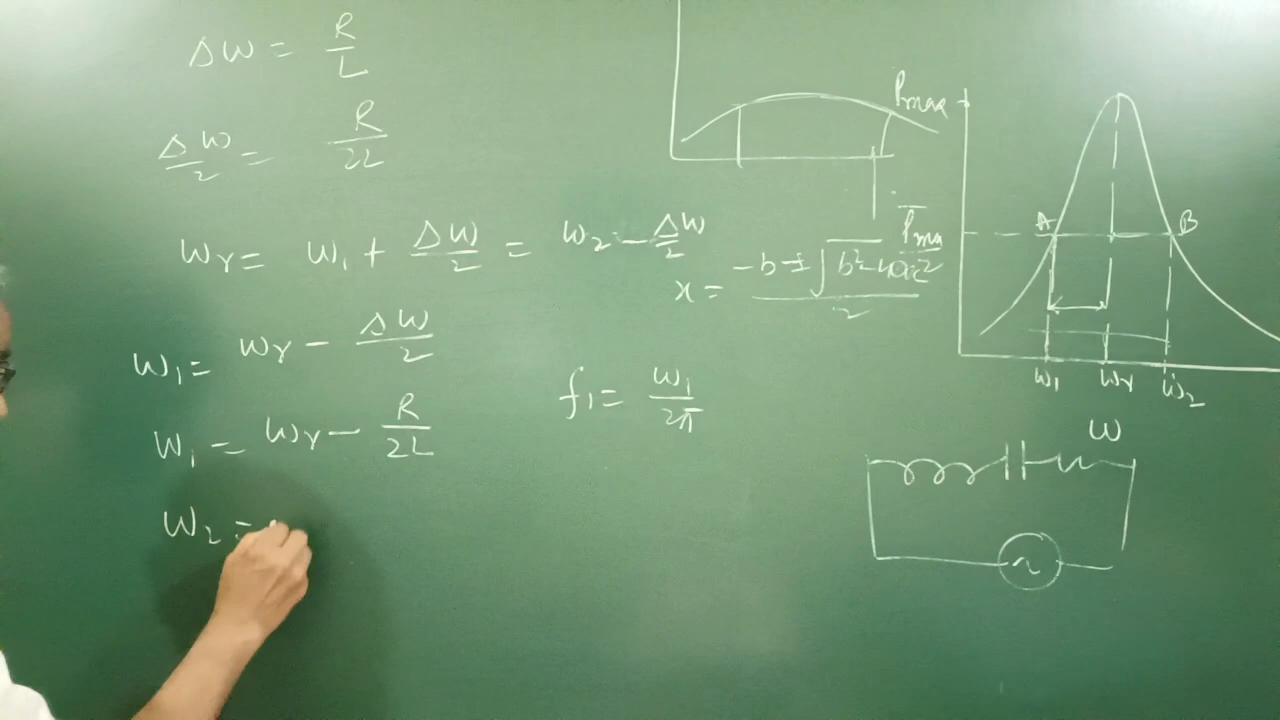 Δω = R/L
Δω/2 = R/2L
ωr = ω1 + Δω/2 = ω2 - Δω/2
ω1 = ωr - Δω/2
ω1 = ωr - R/2L
ω2 =
x = -b ± √b²-4ac / 2
f1 = ω1/2π
Pmax
Pmax/2
A B
ω1 ωr ω2
ω
~